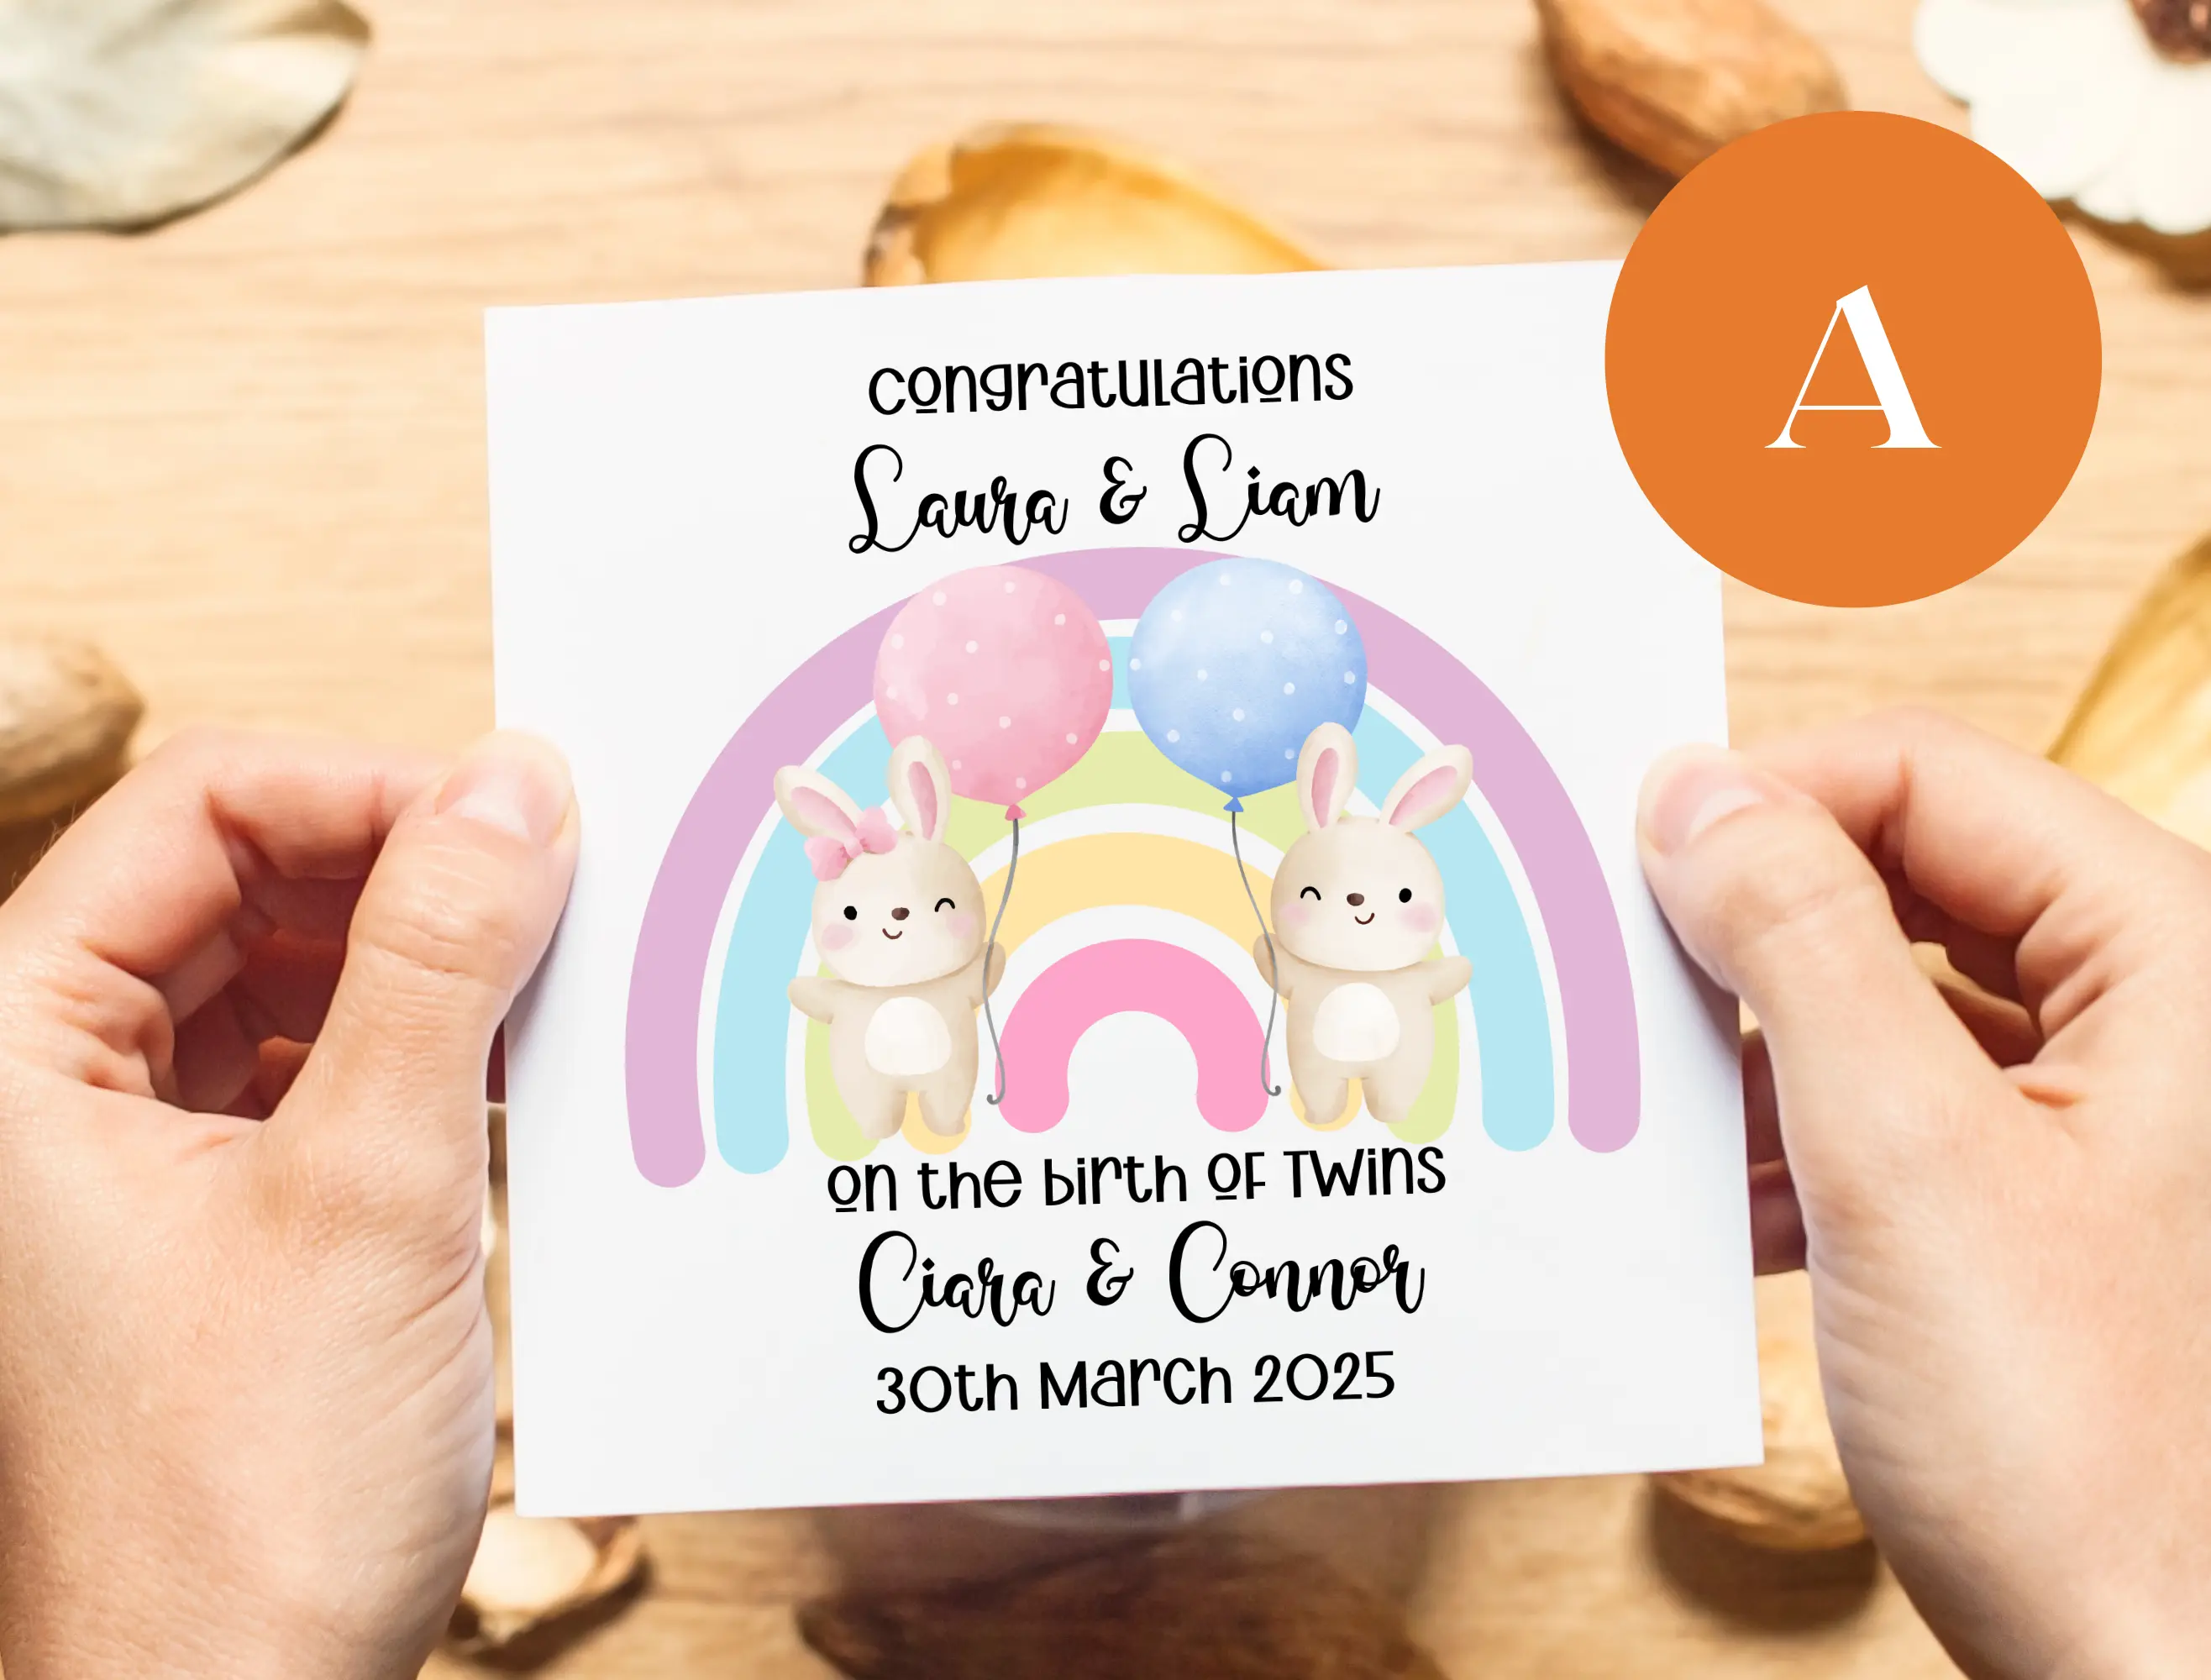 Congratulations
Laura & Liam
A
on the birth of Twins
Ciara & Connor
30th March 2025